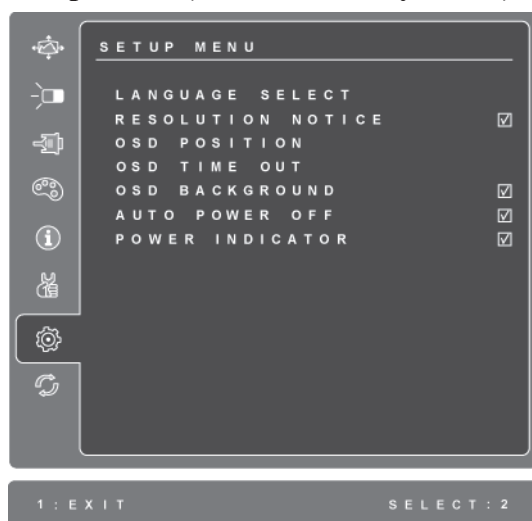 SETUP MENU
LANGUAGE SELECT
RESOLUTION NOTICE ☑
OSD POSITION
OSD TIME OUT
OSD BACKGROUND ☑
AUTO POWER OFF ☑
POWER INDICATOR ☑
1:EXIT SELECT:2